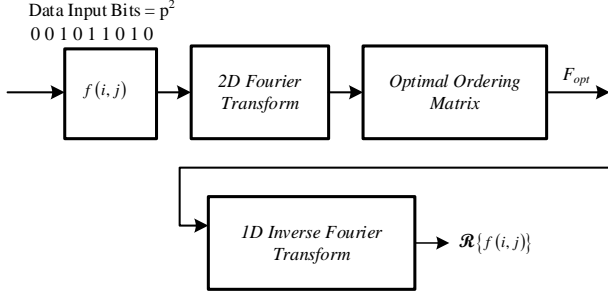 Data Input Bits = p²
0 0 1 0 1 1 0 1 0
f(i, j)
2D Fourier
Transform
Optimal Ordering
Matrix
F_opt
1D Inverse Fourier
Transform
ℜ{f(i, j)}